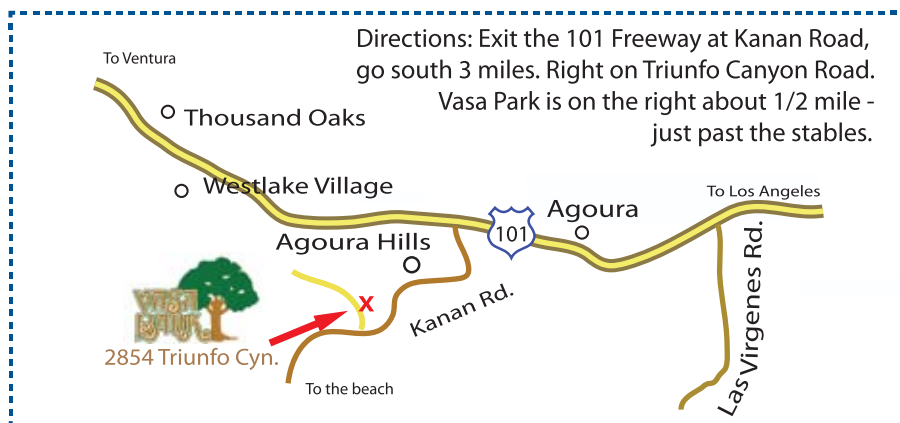 Directions: Exit the 101 Freeway at Kanan Road,
go south 3 miles. Right on Triunfo Canyon Road.
Vasa Park is on the right about 1/2 mile -
just past the stables.
To Ventura
Thousand Oaks
Westlake Village
To Los Angeles
Agoura
101
Agoura Hills
Las Virgenes Rd.
Kanan Rd.
X
VASA
PARK
2854 Triunfo Cyn.
To the beach